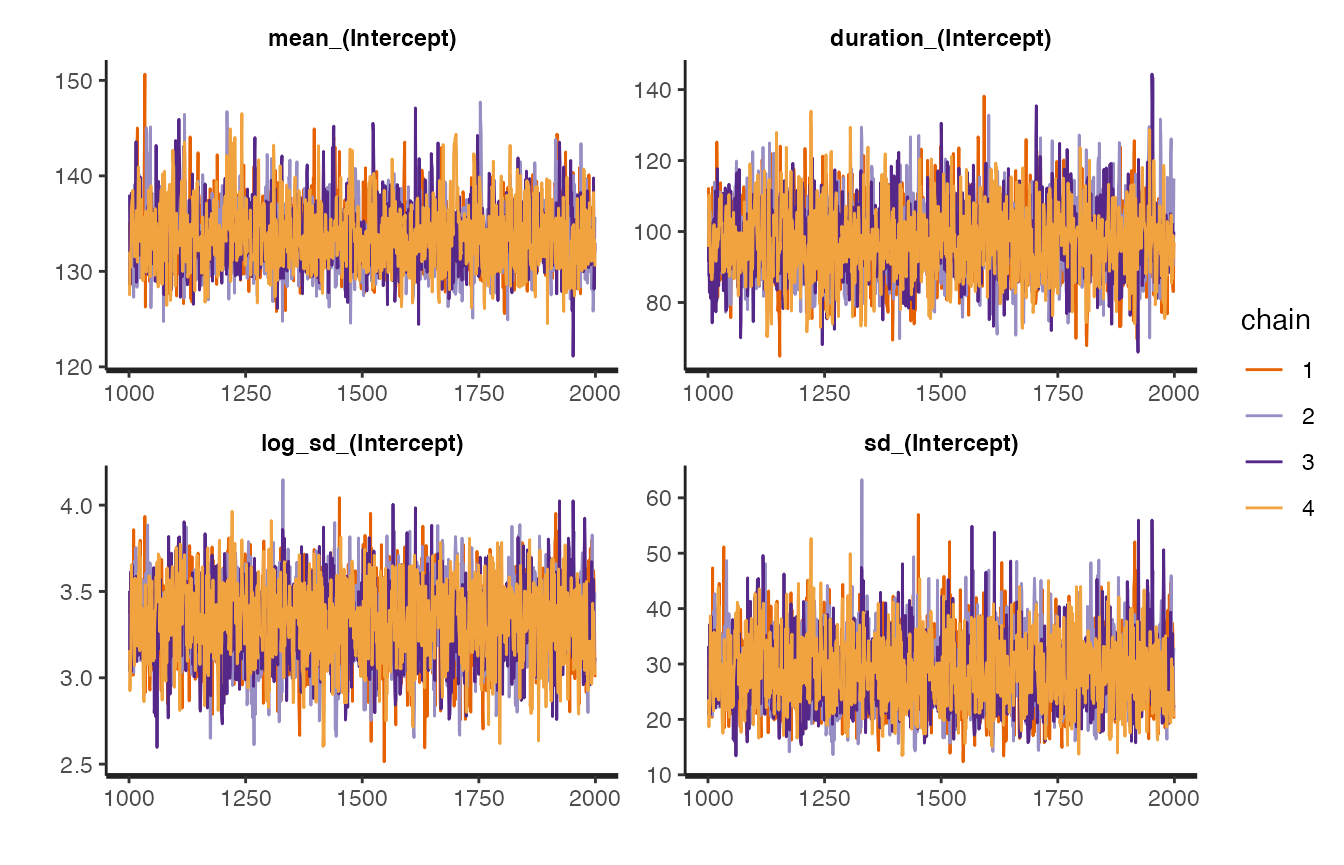 mean_(Intercept)
duration_(Intercept)
150
140
130
120
1000 1250 1500 1750 2000
140
120
100
80
1000 1250 1500 1750 2000
log_sd_(Intercept)
sd_(Intercept)
4.0
3.5
3.0
2.5
1000 1250 1500 1750 2000
60
50
40
30
20
10
1000 1250 1500 1750 2000
chain
1
2
3
4